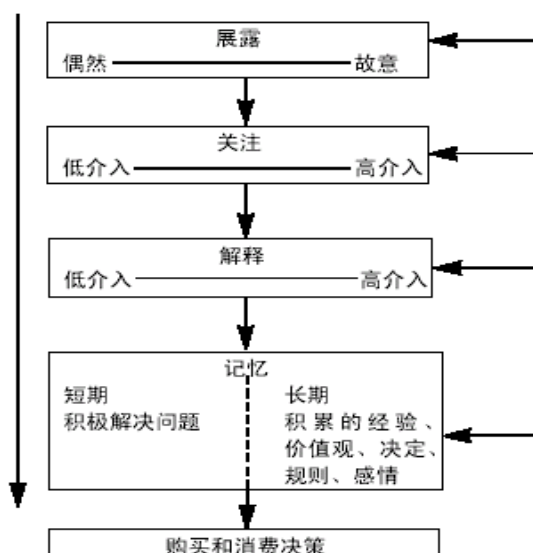 展露
偶然 故意
关注
低介入 高介入
解释
低介入 高介入
记忆
短期 长期
积极解决问题 积累的经验、
价值观、决定、
规则、感情
购买和消费决策